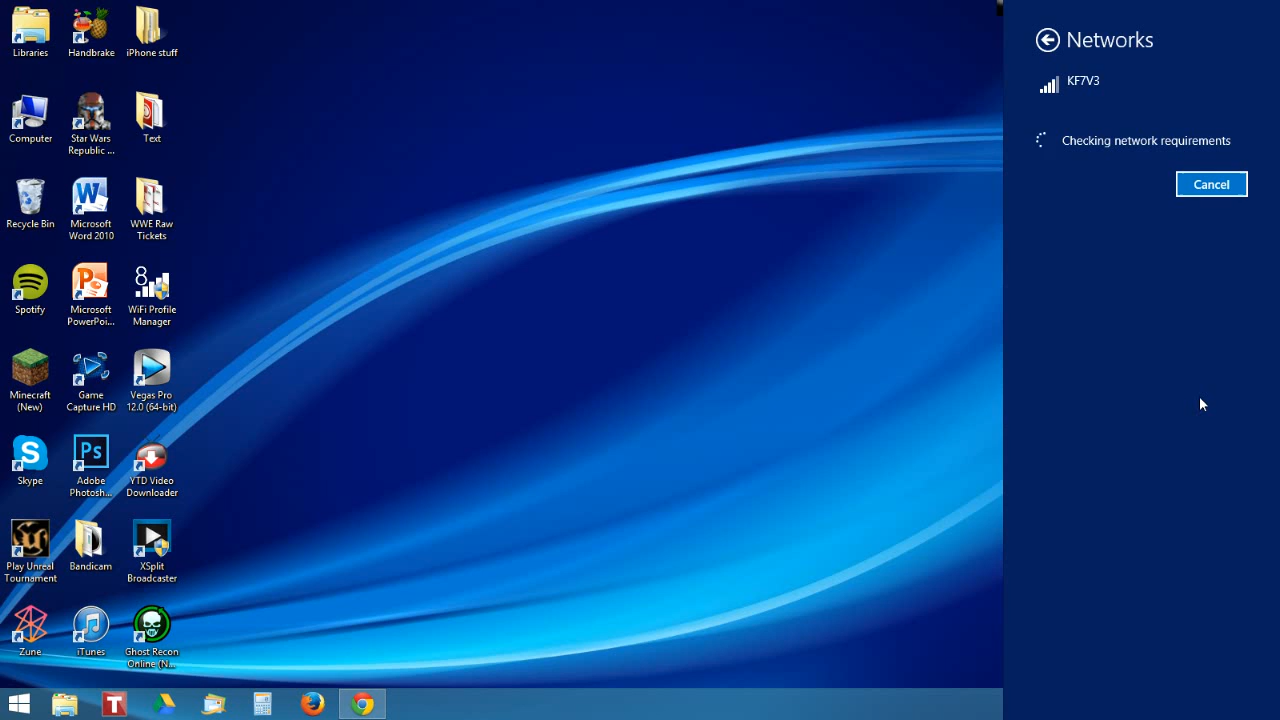 Libraries
Handbrake
iPhone stuff
Computer
Star Wars
Republic ...
Text
Recycle Bin
Microsoft
Word 2010
WWE Raw
Tickets
Spotify
Microsoft
PowerPoi...
8
WiFi Profile
Manager
Minecraft
(New)
Game
Capture HD
Vegas Pro
12.0 (64-bit)
S
Skype
Ps
Adobe
Photosh...
YTD Video
Downloader
Play Unreal
Tournament
Bandicam
XSplit
Broadcaster
Zune
iTunes
Ghost Recon
Online (N...
T
Networks
KF7V3
Checking network requirements
Cancel